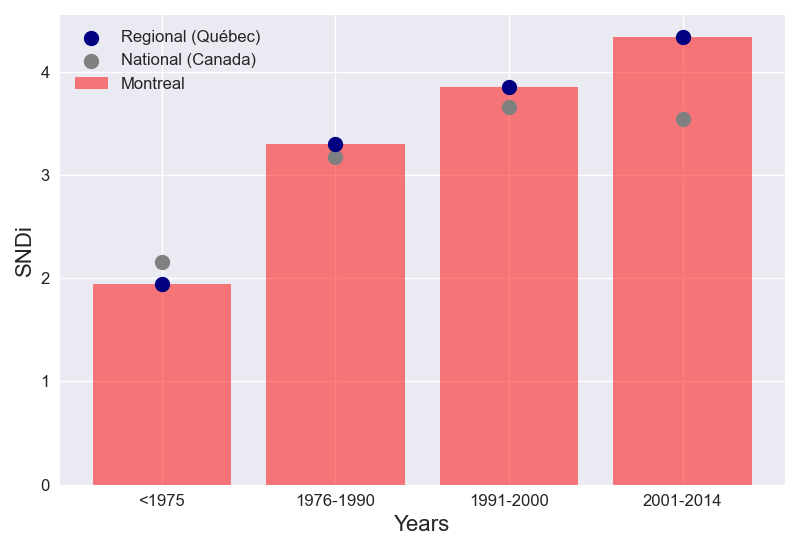 Regional (Québec)
National (Canada)
Montreal
4
3
2
1
0
SNDi
<1975
1976-1990
1991-2000
2001-2014
Years